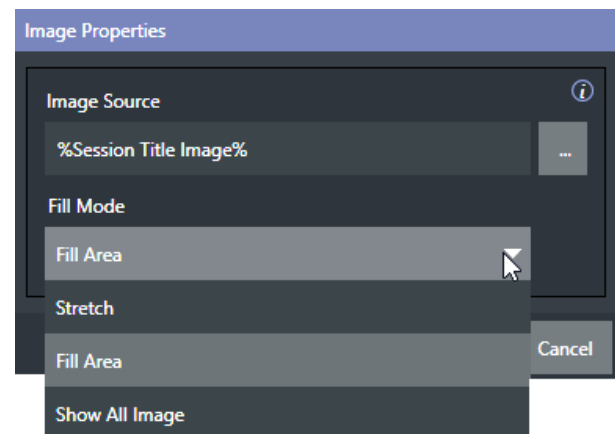 Image Properties
i
Image Source
%Session Title Image%
...
Fill Mode
Fill Area
Stretch
Fill Area
Cancel
Show All Image